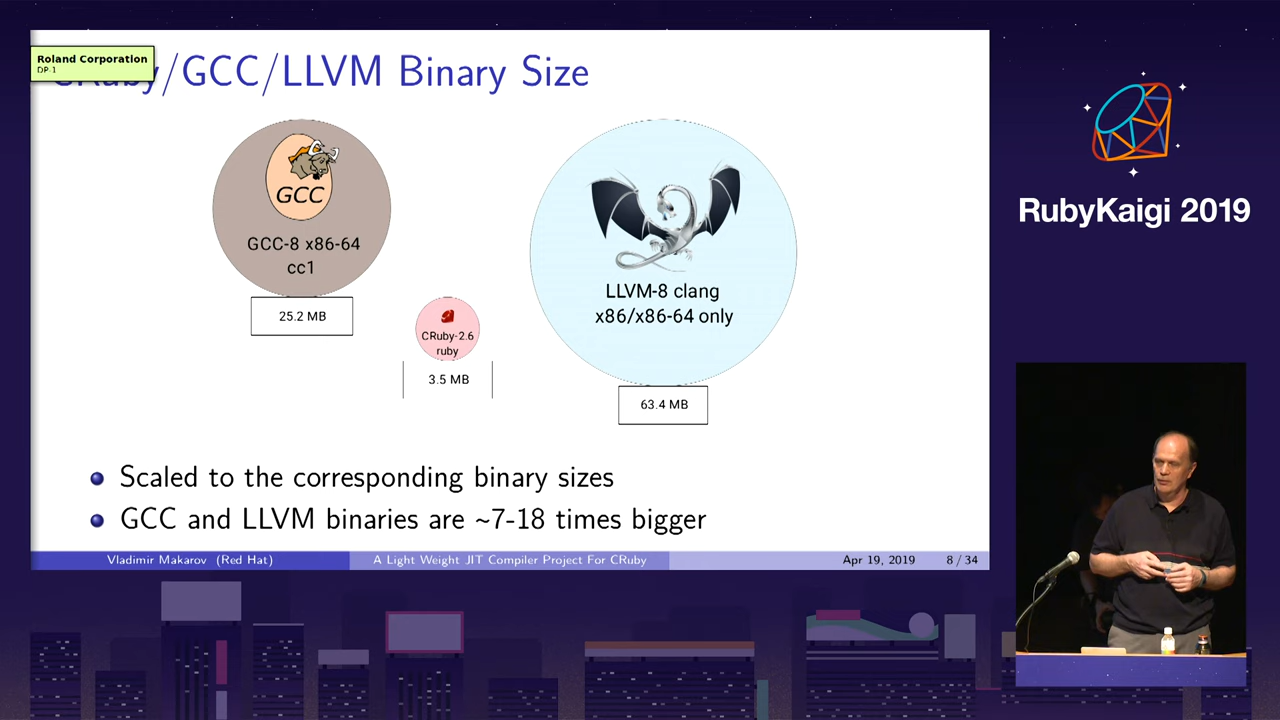 Roland Corporation
DP-1
CRuby/GCC/LLVM Binary Size
GCC
GCC-8 x86-64
cc1
25.2 MB
CRuby-2.6
ruby
3.5 MB
LLVM-8 clang
x86/x86-64 only
63.4 MB
Scaled to the corresponding binary sizes
GCC and LLVM binaries are ~7-18 times bigger
Vladimir Makarov (Red Hat)
A Light Weight JIT Compiler Project For CRuby
Apr 19, 2019
8 / 34
RubyKaigi 2019